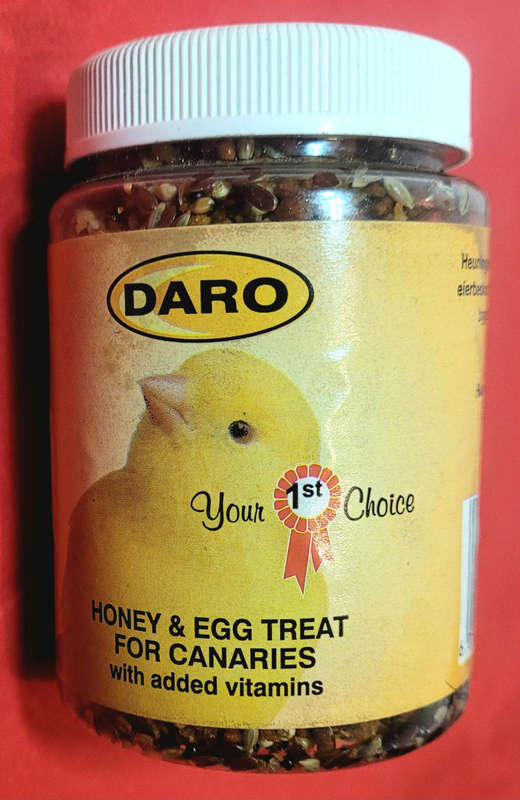 DARO
Your 1st Choice
HONEY & EGG TREAT
FOR CANARIES
with added vitamins